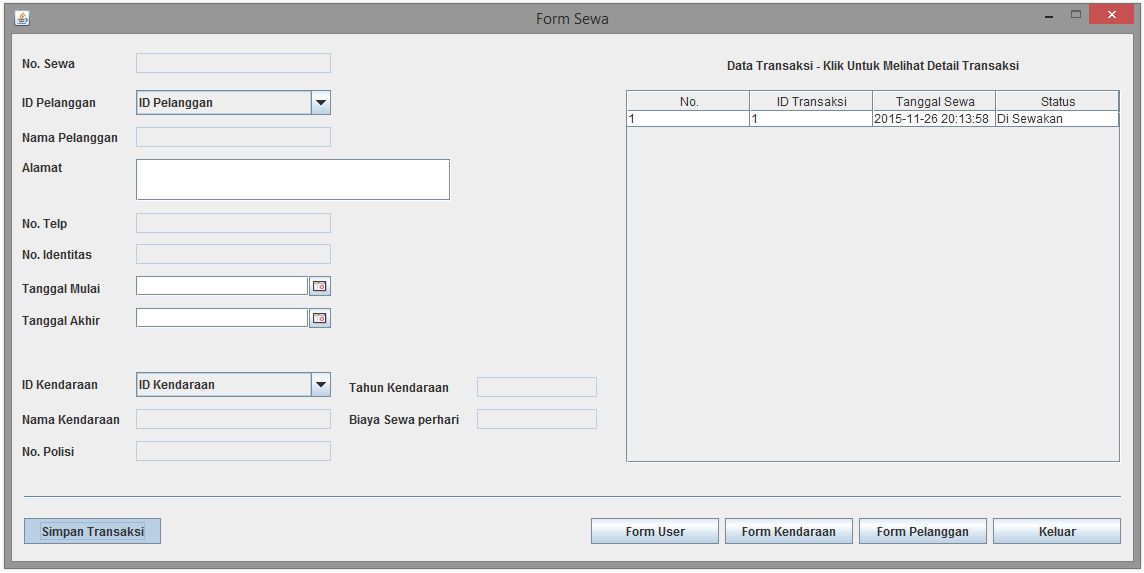 Form Sewa
No. Sewa
ID Pelanggan ID Pelanggan
Nama Pelanggan
Alamat
No. Telp
No. Identitas
Tanggal Mulai
Tanggal Akhir
ID Kendaraan ID Kendaraan
Nama Kendaraan
No. Polisi
Tahun Kendaraan
Biaya Sewa perhari
Data Transaksi - Klik Untuk Melihat Detail Transaksi
No. ID Transaksi Tanggal Sewa Status
1 1 2015-11-26 20:13:58 Di Sewakan
Simpan Transaksi Form User Form Kendaraan Form Pelanggan Keluar